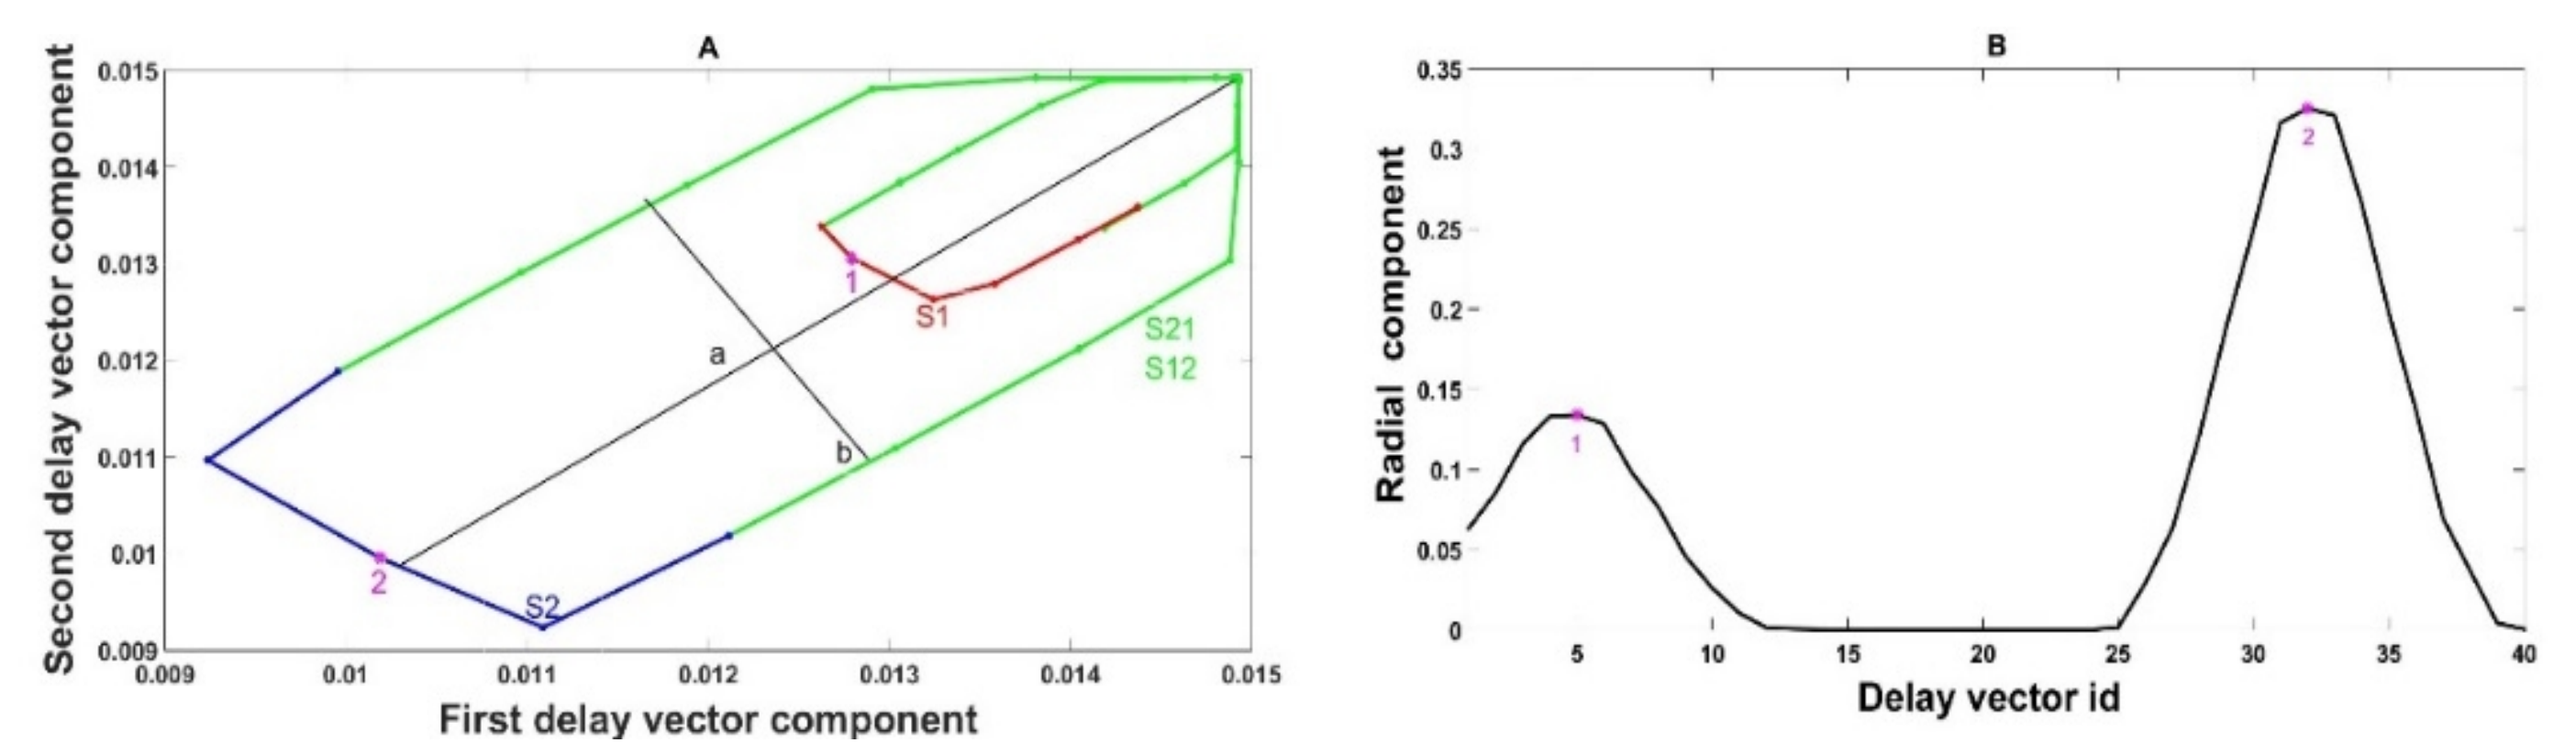 A
Second delay vector component
0.015
0.014
0.013
0.012
0.011
0.01
0.009
0.009 0.01 0.011 0.012 0.013 0.014 0.015
First delay vector component
1
S1
S21
S12
a
b
2
S2
B
Radial component
0.35
0.3
0.25
0.2
0.15
0.1
0.05
0
5 10 15 20 25 30 35 40
Delay vector id
1
2